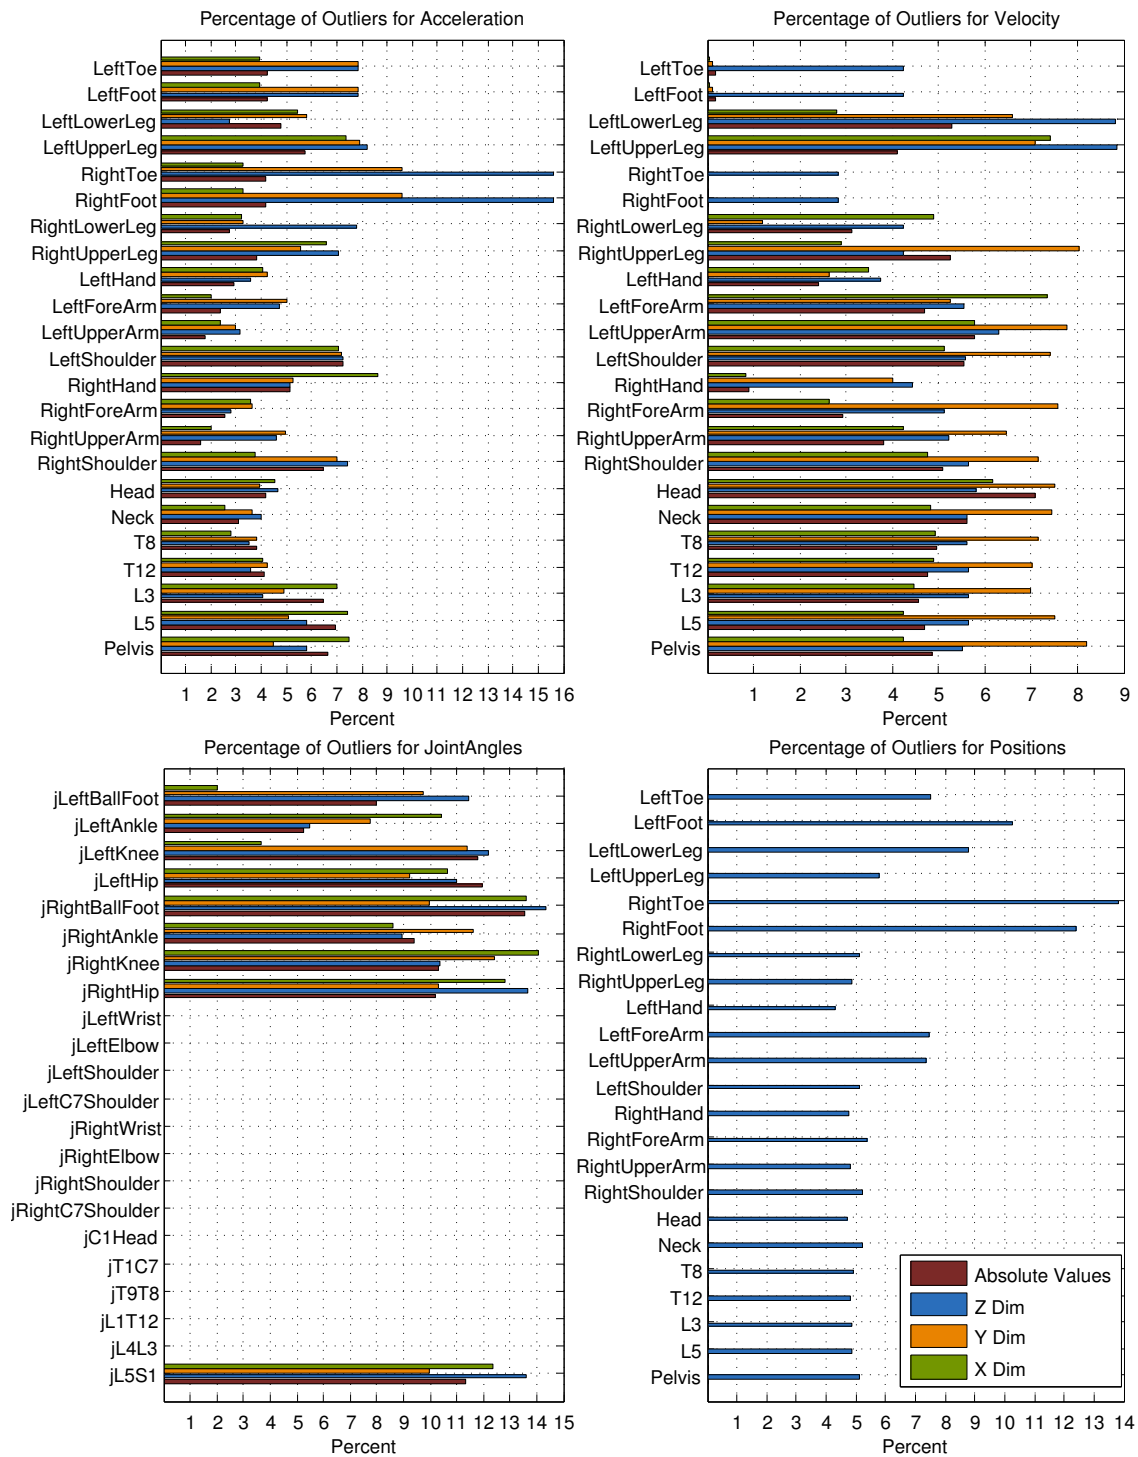 Percentage of Outliers for Acceleration
LeftToe
LeftFoot
LeftLowerLeg
LeftUpperLeg
RightToe
RightFoot
RightLowerLeg
RightUpperLeg
LeftHand
LeftForeArm
LeftUpperArm
LeftShoulder
RightHand
RightForeArm
RightUpperArm
RightShoulder
Head
Neck
T8
T12
L3
L5
Pelvis
1 2 3 4 5 6 7 8 9 10 11 12 13 14 15 16
Percent
Percentage of Outliers for Velocity
LeftToe
LeftFoot
LeftLowerLeg
LeftUpperLeg
RightToe
RightFoot
RightLowerLeg
RightUpperLeg
LeftHand
LeftForeArm
LeftUpperArm
LeftShoulder
RightHand
RightForeArm
RightUpperArm
RightShoulder
Head
Neck
T8
T12
L3
L5
Pelvis
1 2 3 4 5 6 7 8 9
Percent
Percentage of Outliers for JointAngles
jLeftBallFoot
jLeftAnkle
jLeftKnee
jLeftHip
jRightBallFoot
jRightAnkle
jRightKnee
jRightHip
jLeftWrist
jLeftElbow
jLeftShoulder
jLeftC7Shoulder
jRightWrist
jRightElbow
jRightShoulder
jRightC7Shoulder
jC1Head
jT1C7
jT9T8
jL1T12
jL4L3
jL5S1
1 2 3 4 5 6 7 8 9 10 11 12 13 14 15
Percent
Percentage of Outliers for Positions
LeftToe
LeftFoot
LeftLowerLeg
LeftUpperLeg
RightToe
RightFoot
RightLowerLeg
RightUpperLeg
LeftHand
LeftForeArm
LeftUpperArm
LeftShoulder
RightHand
RightForeArm
RightUpperArm
RightShoulder
Head
Neck
T8
T12
L3
L5
Pelvis
1 2 3 4 5 6 7 8 9 10 11 12 13 14
Percent
Absolute Values
Z Dim
Y Dim
X Dim